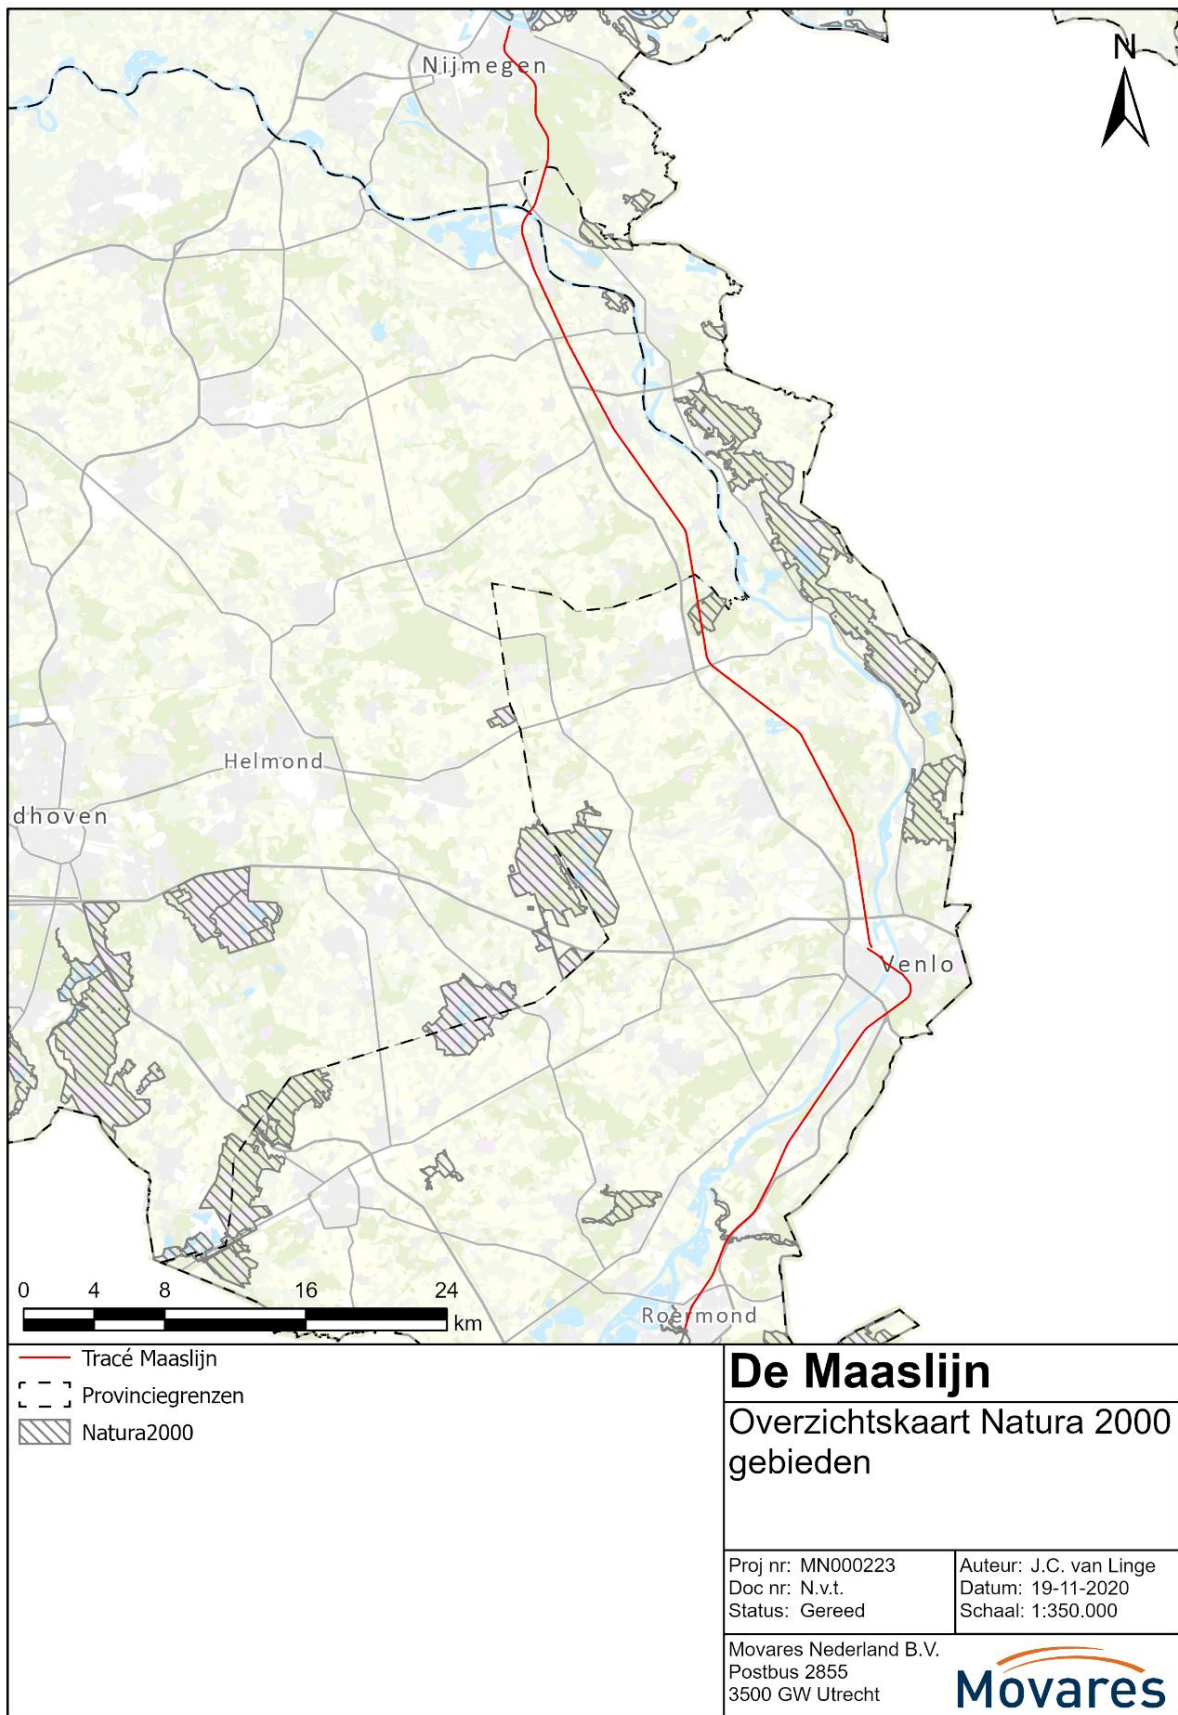 N
Nijmegen
Helmond
dhoven
Venlo
Roermond
0 4 8 16 24
km
Tracé Maaslijn
Provinciegrenzen
Natura2000
De Maaslijn
Overzichtskaart Natura 2000
gebieden
Proj nr: MN000223
Doc nr: N.v.t.
Status: Gereed
Auteur: J.C. van Linge
Datum: 19-11-2020
Schaal: 1:350.000
Movares Nederland B.V.
Postbus 2855
3500 GW Utrecht
Movares